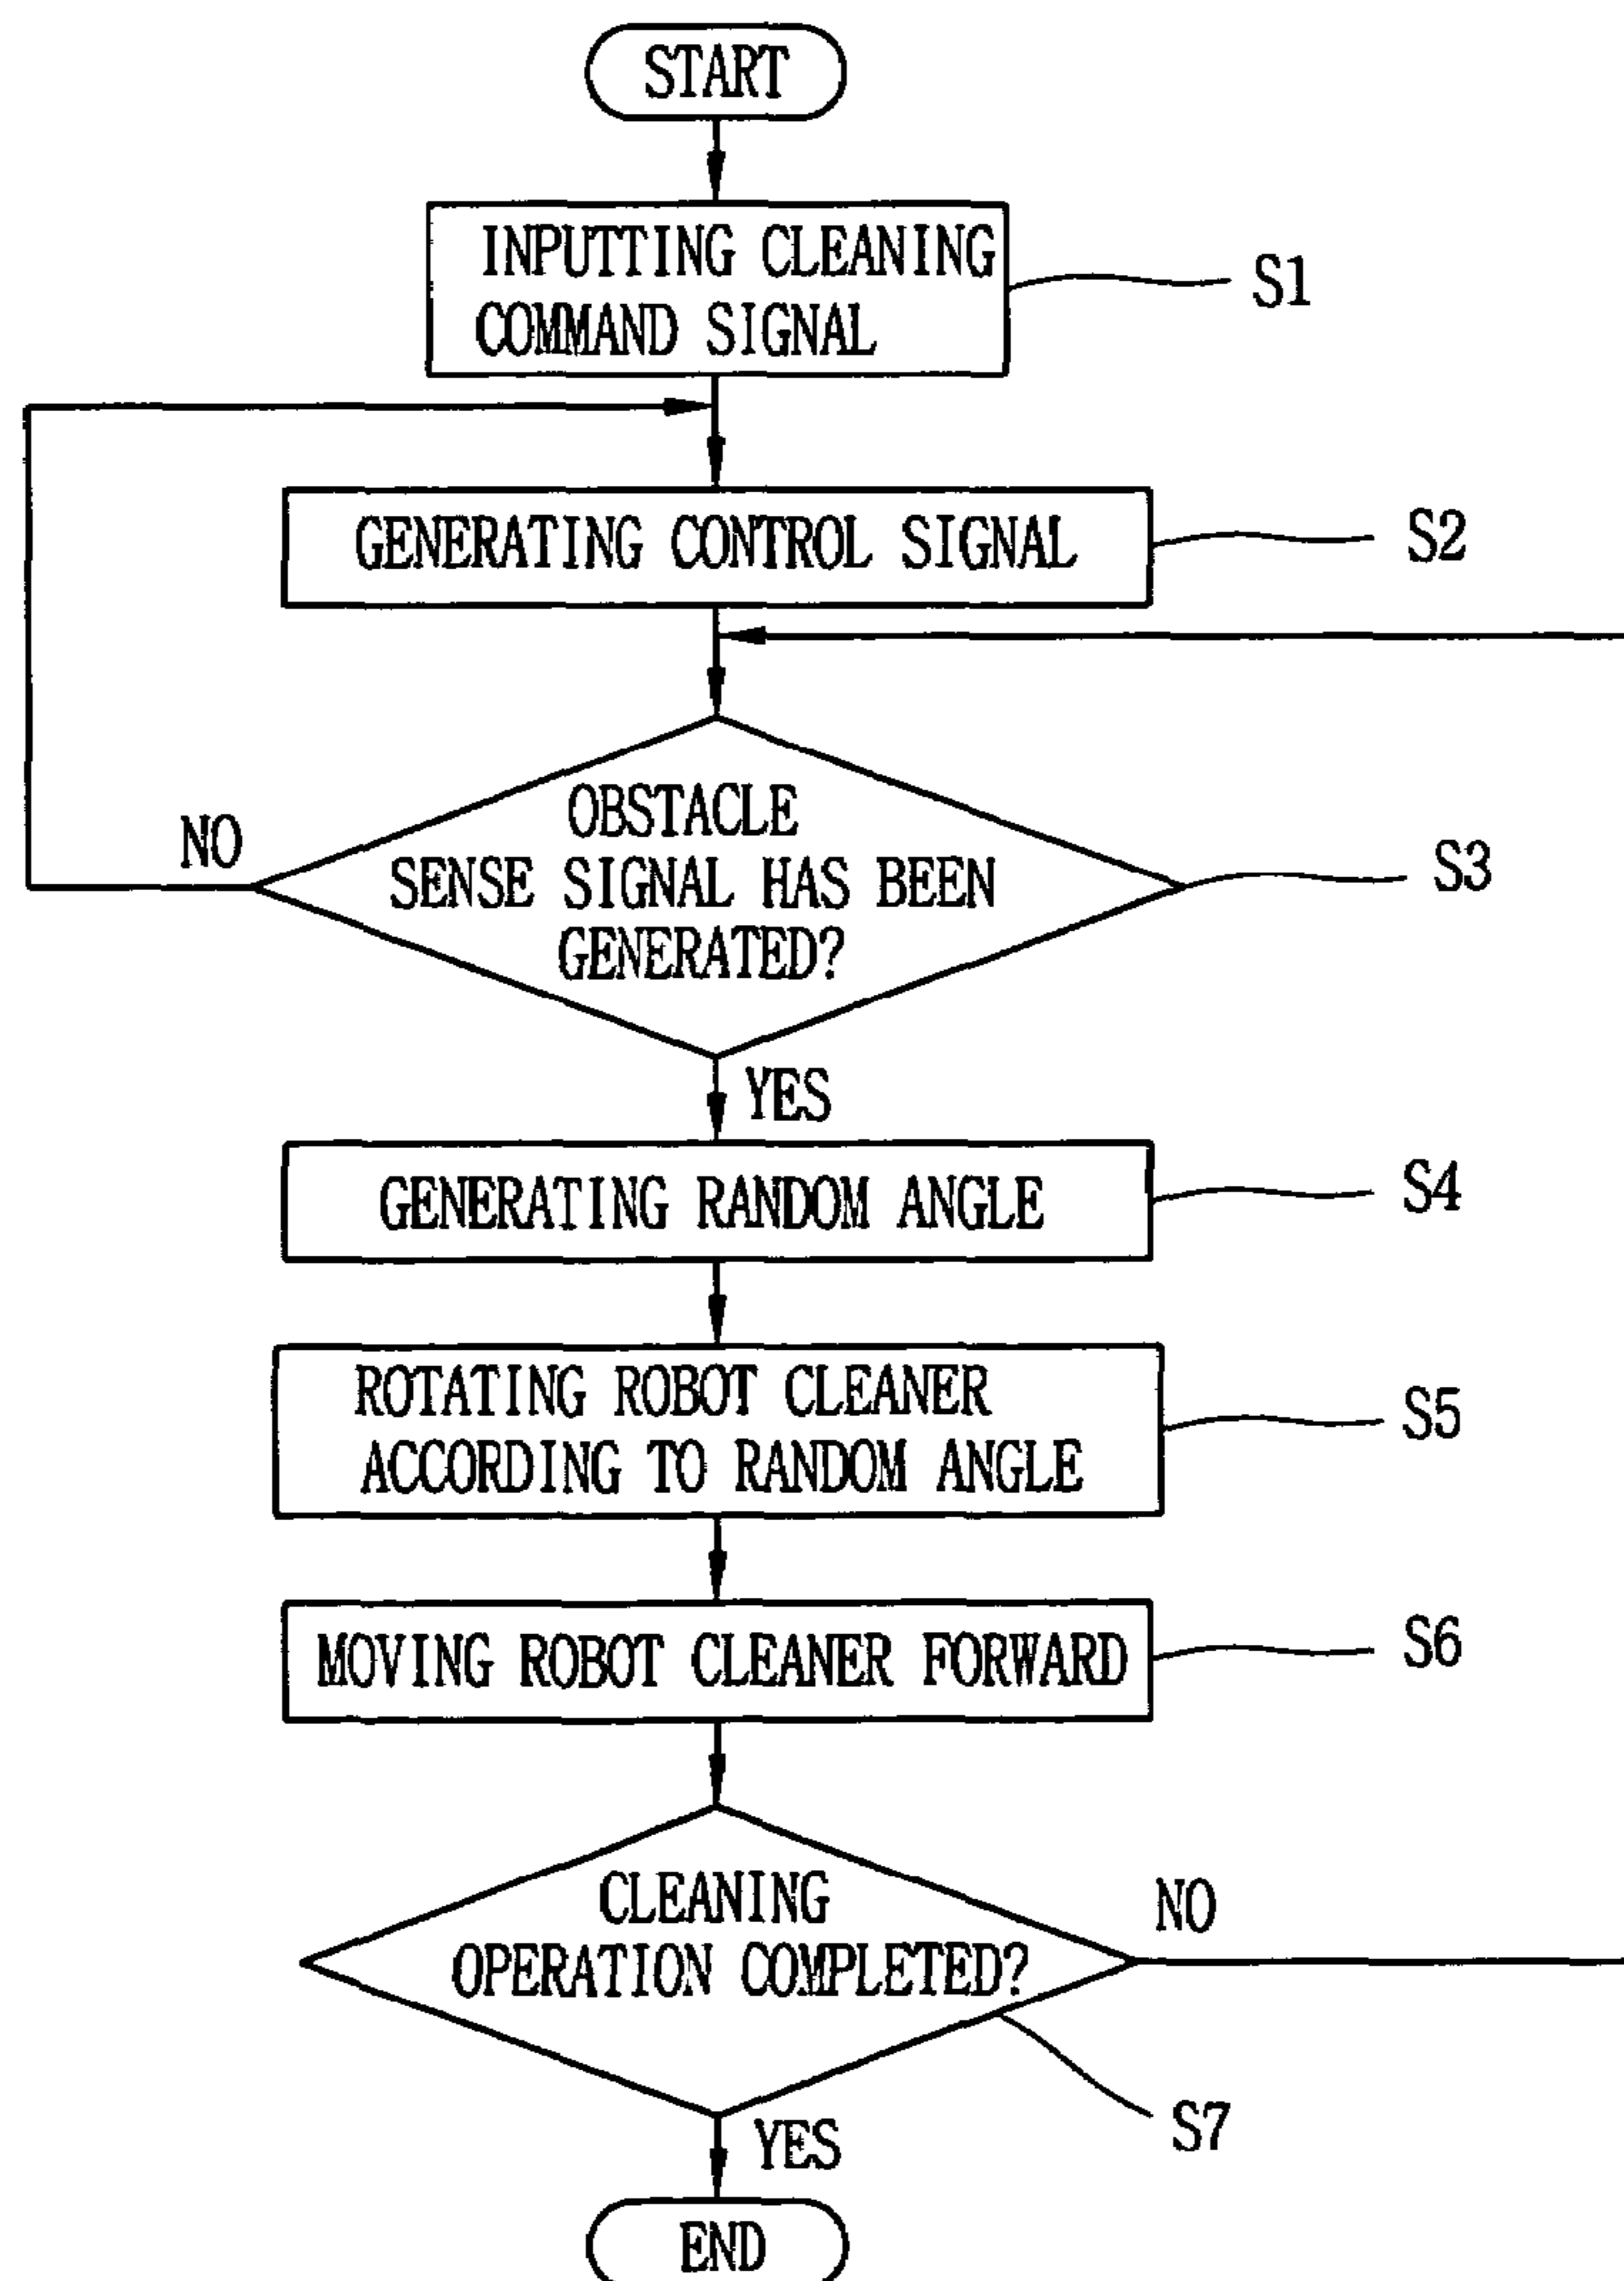 START
INPUTTING CLEANING
COMMAND SIGNAL
S1
GENERATING CONTROL SIGNAL
S2
OBSTACLE
SENSE SIGNAL HAS BEEN
GENERATED?
NO
S3
YES
GENERATING RANDOM ANGLE
S4
ROTATING ROBOT CLEANER
ACCORDING TO RANDOM ANGLE
S5
MOVING ROBOT CLEANER FORWARD
S6
CLEANING
OPERATION COMPLETED?
NO
S7
YES
END